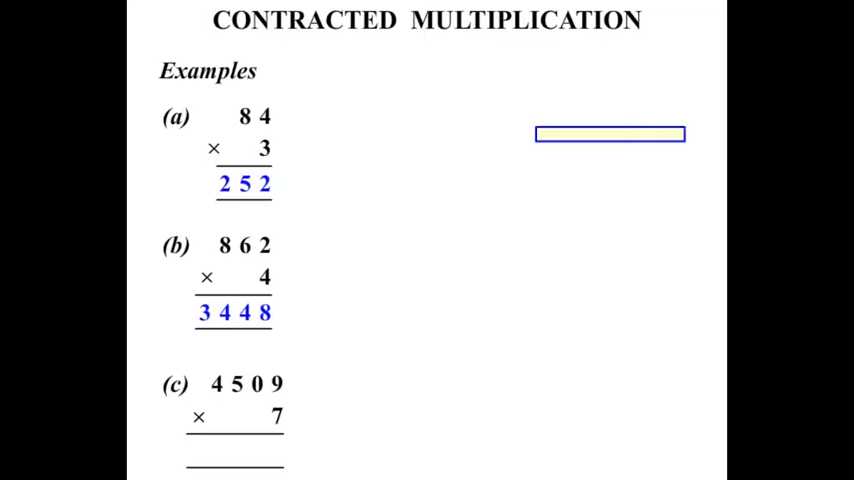 CONTRACTED MULTIPLICATION
Examples
(a) 8 4
× 3
2 5 2
(b) 8 6 2
× 4
3 4 4 8
(c) 4 5 0 9
× 7